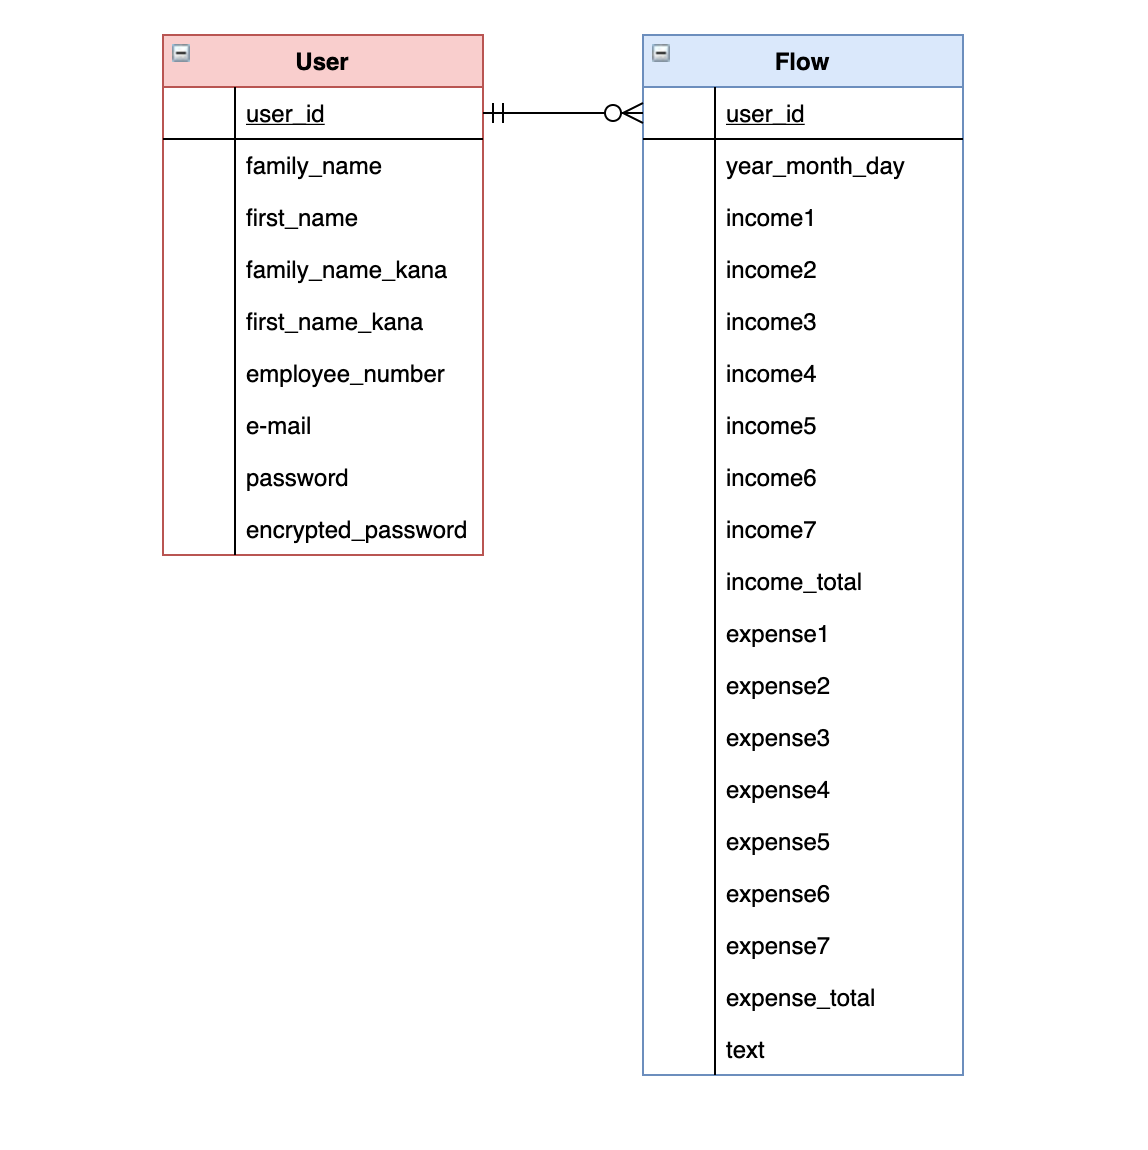 User
user_id
family_name
first_name
family_name_kana
first_name_kana
employee_number
e-mail
password
encrypted_password
Flow
user_id
year_month_day
income1
income2
income3
income4
income5
income6
income7
income_total
expense1
expense2
expense3
expense4
expense5
expense6
expense7
expense_total
text